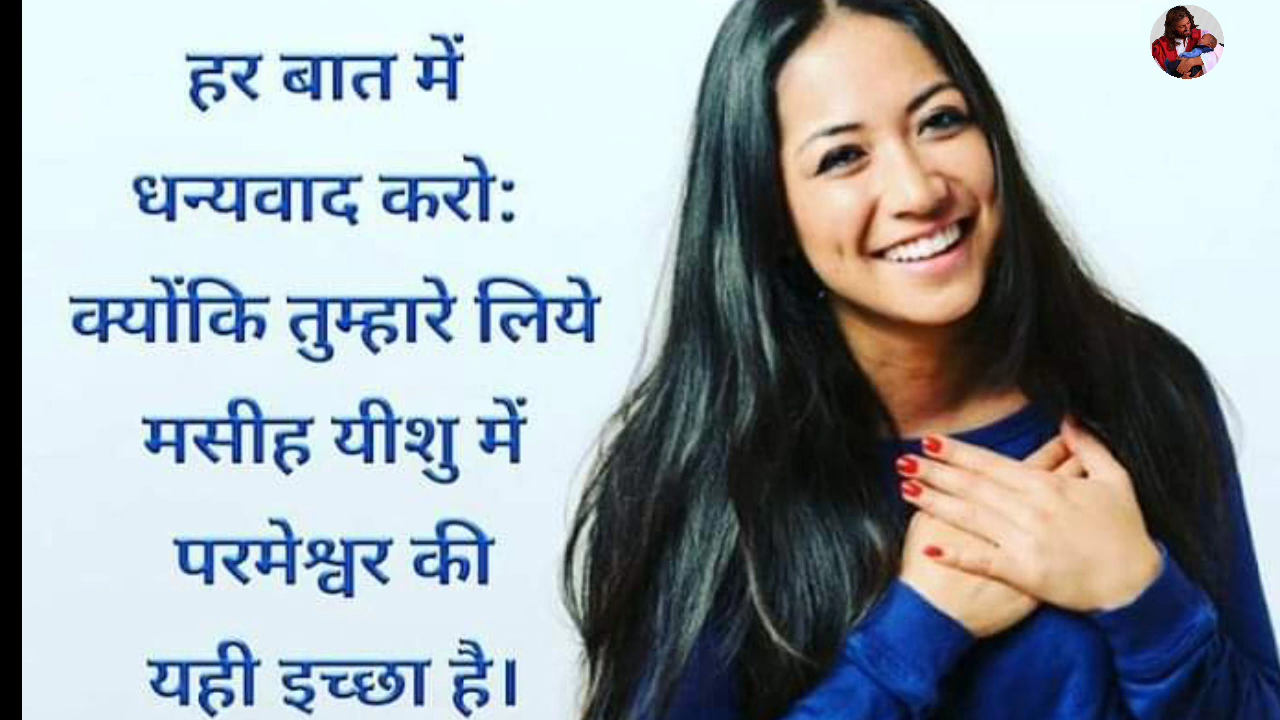 हर बात में
धन्यवाद करो:
क्योंकि तुम्हारे लिये
मसीह यीशु में
परमेश्वर की
यही इच्छा है।